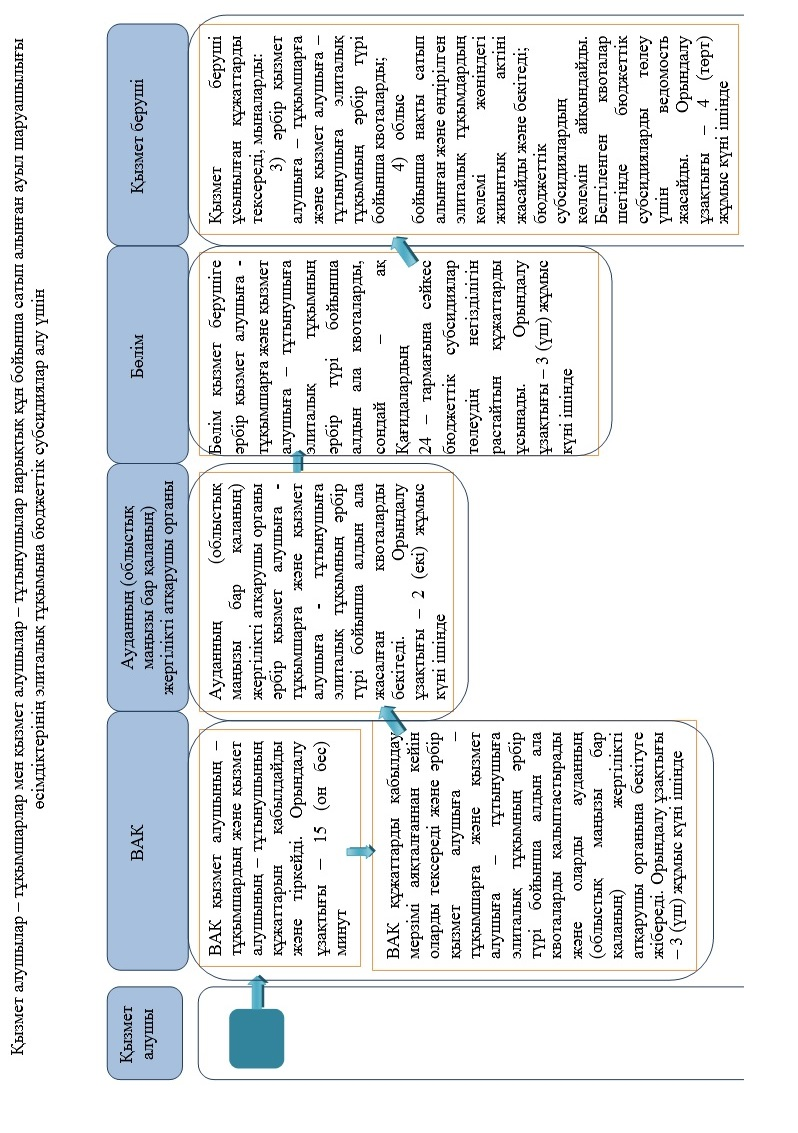 Қызмет алушылар – тұқымшарлар мен қызмет алушылар – тұтынушылар нарықтық құн бойынша сатып алынған ауыл шаруашылығы
өсімдіктерінің элиталық тұқымына бюджеттік субсидиялар алу үшін
Қызмет
алушы
ВАК
ВАК қызмет алушының –
тұқымшардың және қызмет
алушының – тұтынушының
құжаттарын қабылдайды
және тіркейді. Орындалу
ұзақтығы – 15 (он бес)
минут
ВАК құжаттарды қабылдау
мерзімі аяқталғаннан кейін
оларды тексереді және әрбір
қызмет алушыға –
тұқымшарға және қызмет
алушыға – тұтынушыға
элиталық тұқымның әрбір
түрі бойынша алдын ала
квоталарды қалыптастырады
және оларды ауданның
(облыстық маңызы бар
қаланың) жергілікті
атқарушы органына бекітуге
жібереді. Орындалу ұзақтығы
– 3 (үш) жұмыс күні ішінде
Ауданның (облыстық
маңызы бар қаланың)
жергілікті атқарушы органы
Ауданның (облыстық
маңызы бар қаланың)
жергілікті атқарушы органы
әрбір қызмет алушыға -
тұқымшарға және қызмет
алушыға - тұтынушыға
элиталық тұқымның әрбір
түрі бойынша алдын ала
жасалған квоталарды
бекітеді. Орындалу
ұзақтығы – 2 (екі) жұмыс
күні ішінде
Бөлім
Бөлім қызмет берушіге
әрбір қызмет алушыға -
тұқымшарға және қызмет
алушыға – тұтынушыға
элиталық тұқымның
әрбір түрі бойынша
алдын ала квоталарды,
сондай – ақ
Қағидалардың
24 – тармағына сәйкес
бюджеттік субсидиялар
төлеудің негізділігін
растайтын құжаттарды
ұсынады. Орындалу
ұзақтығы – 3 (үш) жұмыс
күні ішінде
Қызмет беруші
Қызмет беруші
ұсынылған құжаттарды
тексереді, мыналарды:
3) әрбір қызмет
алушыға – тұқымшарға
және қызмет алушыға –
тұтынушыға элиталық
тұқымның әрбір түрі
бойынша квоталарды;
4) облыс
бойынша нақты сатып
алынған және өндірілген
элиталық тұқымдардың
көлемі жөніндегі
жиынтық актіні
жасайды және бекітеді;
бюджеттік
субсидиялардың
көлемін айқындайды.
Белгіленген квоталар
шегінде бюджеттік
субсидияларды төлеу
үшін ведомость
жасайды. Орындалу
ұзақтығы – 4 (төрт)
жұмыс күні ішінде